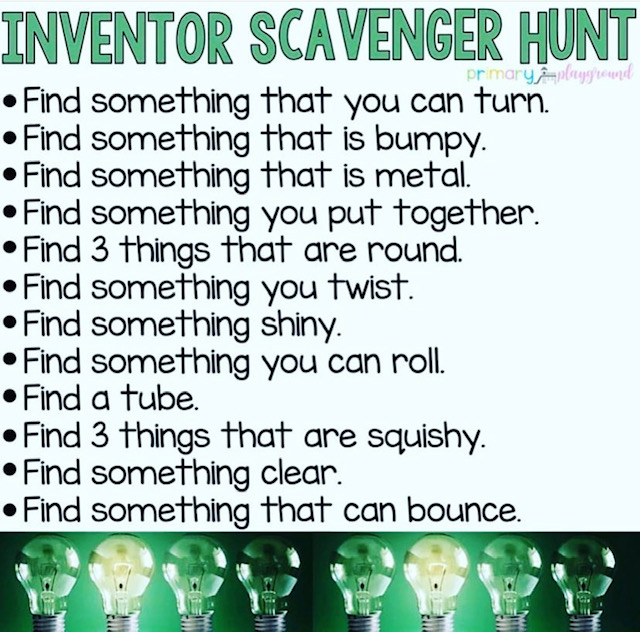 INVENTOR SCAVENGER HUNT
primary playground
• Find something that you can turn.
• Find something that is bumpy.
• Find something that is metal.
• Find something you put together.
• Find 3 things that are round.
• Find something you twist.
• Find something shiny.
• Find something you can roll.
• Find a tube.
• Find 3 things that are squishy.
• Find something clear.
• Find something that can bounce.